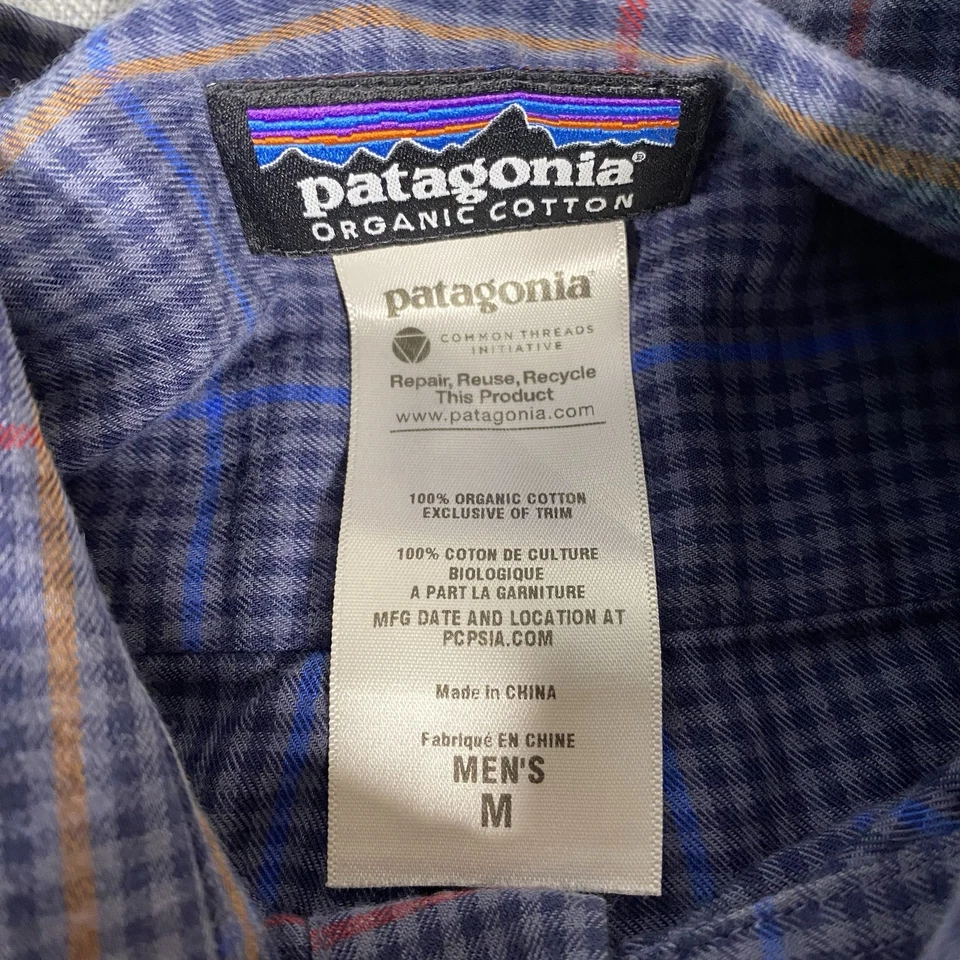 patagonia®
ORGANIC COTTON
patagonia®
COMMON THREADS
INITIATIVE
Repair, Reuse, Recycle
This Product
www.patagonia.com
100% ORGANIC COTTON
EXCLUSIVE OF TRIM
100% COTON DE CULTURE
BIOLOGIQUE
A PART LA GARNITURE
MFG DATE AND LOCATION AT
PCPSIA.COM
Made in CHINA
Fabriqué EN CHINE
MEN'S
M